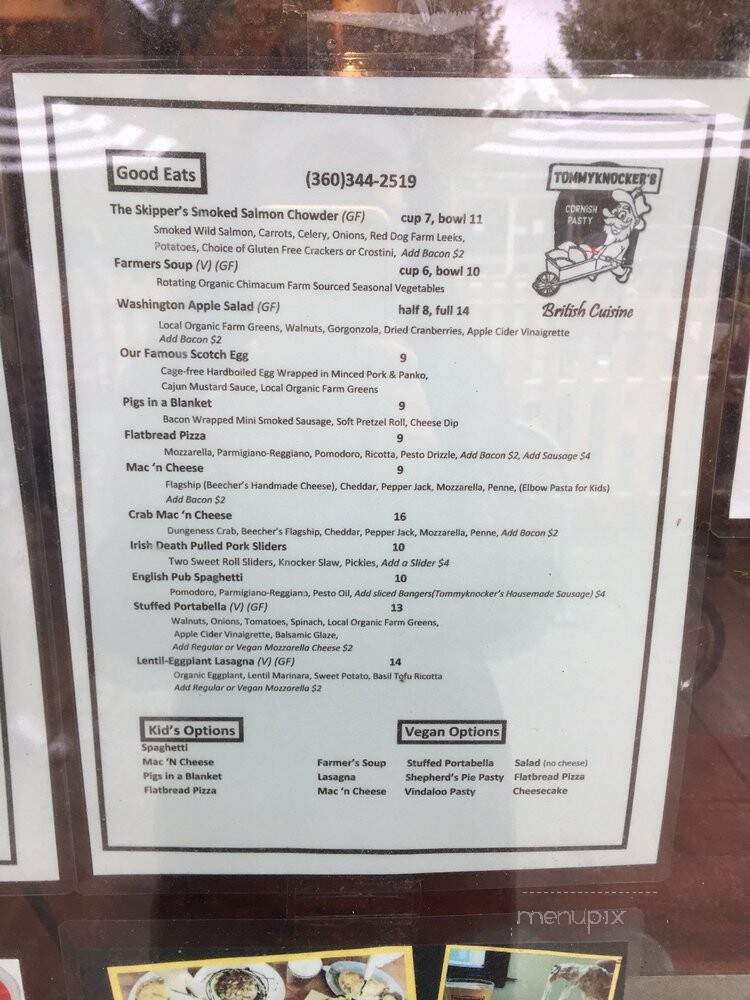 Good Eats
(360)344-2519
TOMMYKNOCKER'S
CORNISH
PASTY
British Cuisine
The Skipper's Smoked Salmon Chowder (GF) cup 7, bowl 11
Smoked Wild Salmon, Carrots, Celery, Onions, Red Dog Farm Leeks,
Potatoes, Choice of Gluten Free Crackers or Crostini, Add Bacon $2
Farmers Soup (V) (GF) cup 6, bowl 10
Rotating Organic Chimacum Farm Sourced Seasonal Vegetables
Washington Apple Salad (GF) half 8, full 14
Local Organic Farm Greens, Walnuts, Gorgonzola, Dried Cranberries, Apple Cider Vinaigrette
Add Bacon $2
Our Famous Scotch Egg 9
Cage-free Hardboiled Egg Wrapped in Minced Pork & Panko,
Cajun Mustard Sauce, Local Organic Farm Greens
Pigs in a Blanket 9
Bacon Wrapped Mini Smoked Sausage, Soft Pretzel Roll, Cheese Dip
Flatbread Pizza 9
Mozzarella, Parmigiano-Reggiano, Pomodoro, Ricotta, Pesto Drizzle, Add Bacon $2, Add Sausage $4
Mac 'n Cheese 9
Flagship (Beecher's Handmade Cheese), Cheddar, Pepper Jack, Mozzarella, Penne, (Elbow Pasta for Kids)
Add Bacon $2
Crab Mac 'n Cheese 16
Dungeness Crab, Beecher's Flagship, Cheddar, Pepper Jack, Mozzarella, Penne, Add Bacon $2
Irish Death Pulled Pork Sliders 10
Two Sweet Roll Sliders, Knocker Slaw, Pickies, Add a Slider $4
English Pub Spaghetti 10
Pomodoro, Parmigiano-Reggiano, Pesto Oil, Add sliced Bangers(Tommyknocker's Housemade Sausage) $4
Stuffed Portabella (V) (GF) 13
Walnuts, Onions, Tomatoes, Spinach, Local Organic Farm Greens,
Apple Cider Vinaigrette, Balsamic Glaze,
Add Regular or Vegan Mozzarella Cheese $2
Lentil-Eggplant Lasagna (V) (GF) 14
Organic Eggplant, Lentil Marinara, Sweet Potato, Basil Tofu Ricotta
Add Regular or Vegan Mozzarella $2
Kid's Options
Spaghetti
Mac 'N Cheese
Pigs in a Blanket
Flatbread Pizza
Vegan Options
Farmer's Soup Stuffed Portabella Salad (no cheese)
Lasagna Shepherd's Pie Pasty Flatbread Pizza
Mac 'n Cheese Vindaloo Pasty Cheesecake
menupix